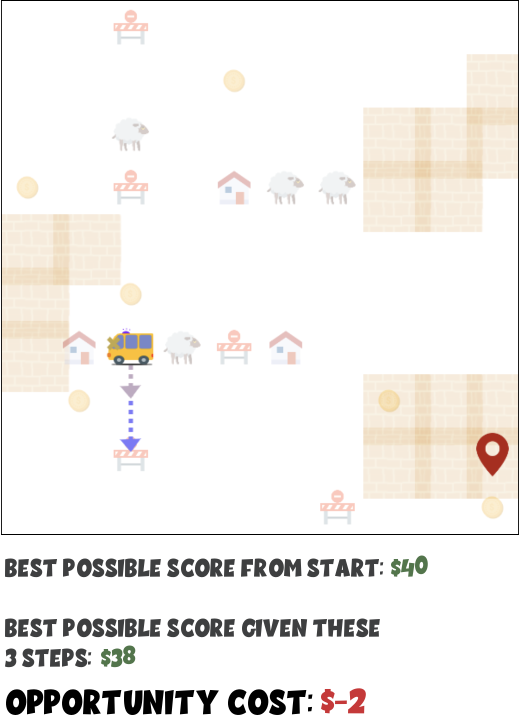 BEST POSSIBLE SCORE FROM START: $40
BEST POSSIBLE SCORE GIVEN THESE
3 STEPS: $38
OPPORTUNITY COST: $-2